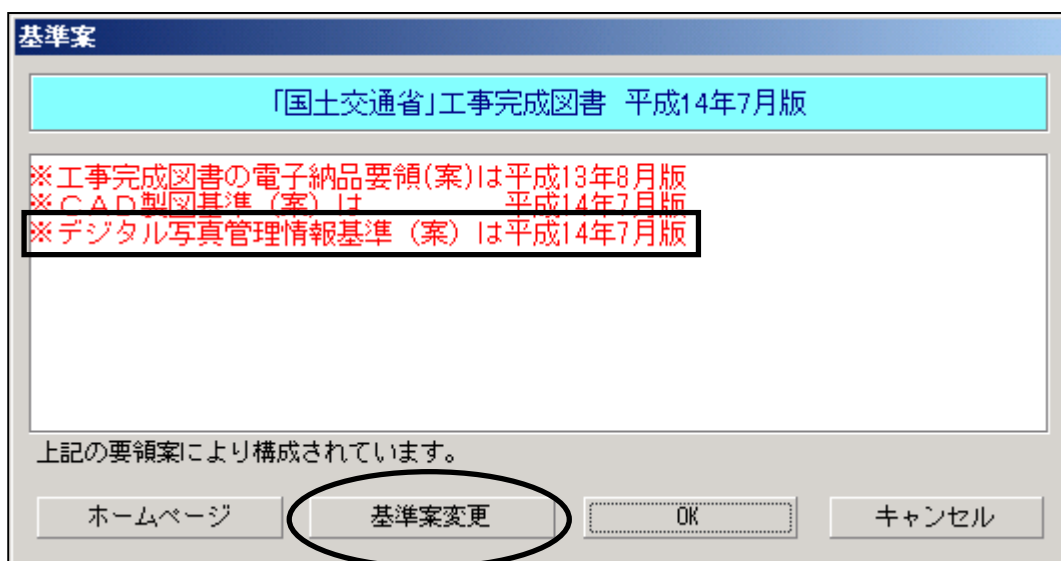 基準案
「国土交通省」工事完成図書 平成14年7月版
※工事完成図書の電子納品要領(案)は平成13年8月版
※ＣＡＤ製図基準（案）は 平成14年7月版
※デジタル写真管理情報基準（案）は平成14年7月版
上記の要領案により構成されています。
ホームページ 基準案変更 OK キャンセル